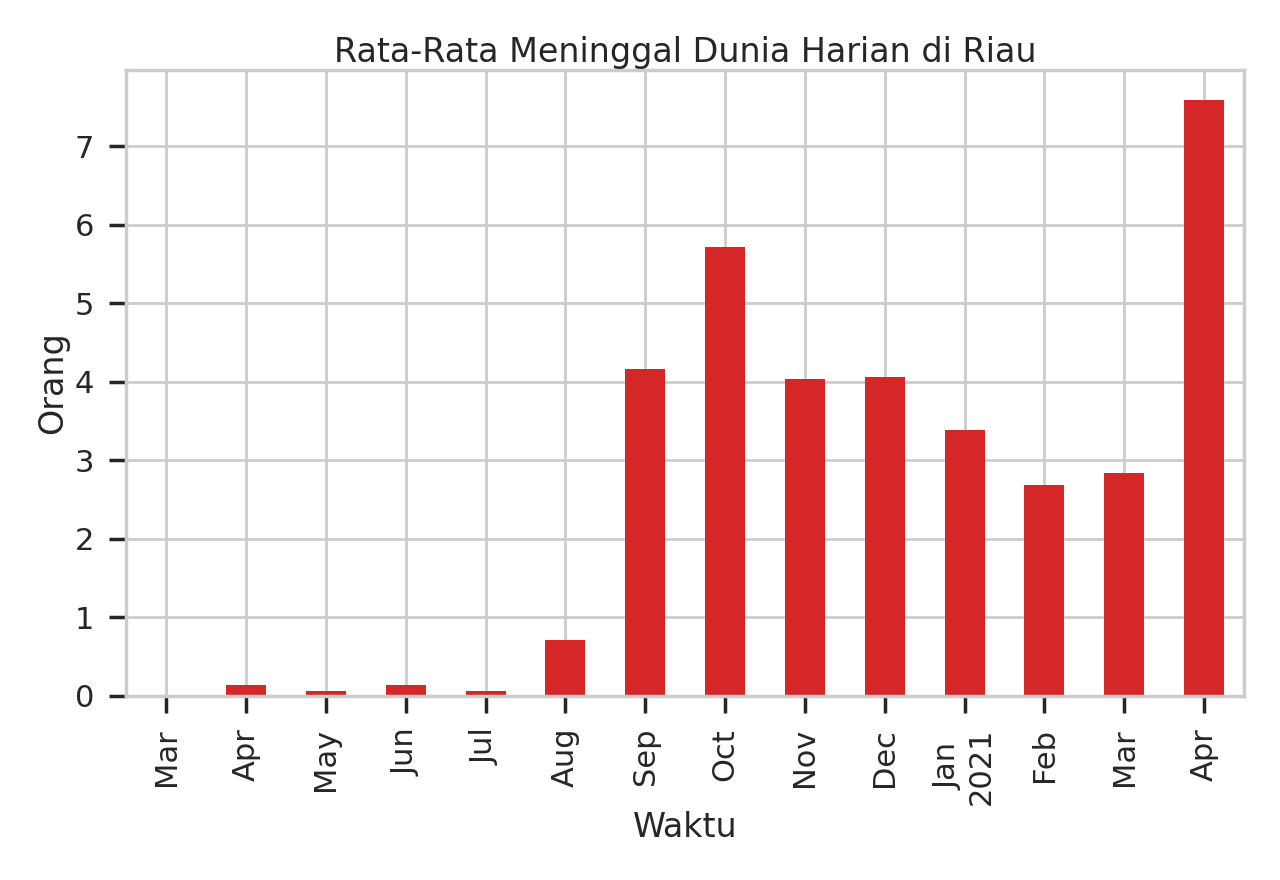 Rata-Rata Meninggal Dunia Harian di Riau
7
6
5
4
3
2
1
0
Orang
Mar
Apr
May
Jun
Jul
Aug
Sep
Oct
Nov
Dec
Jan
2021
Feb
Mar
Apr
Waktu